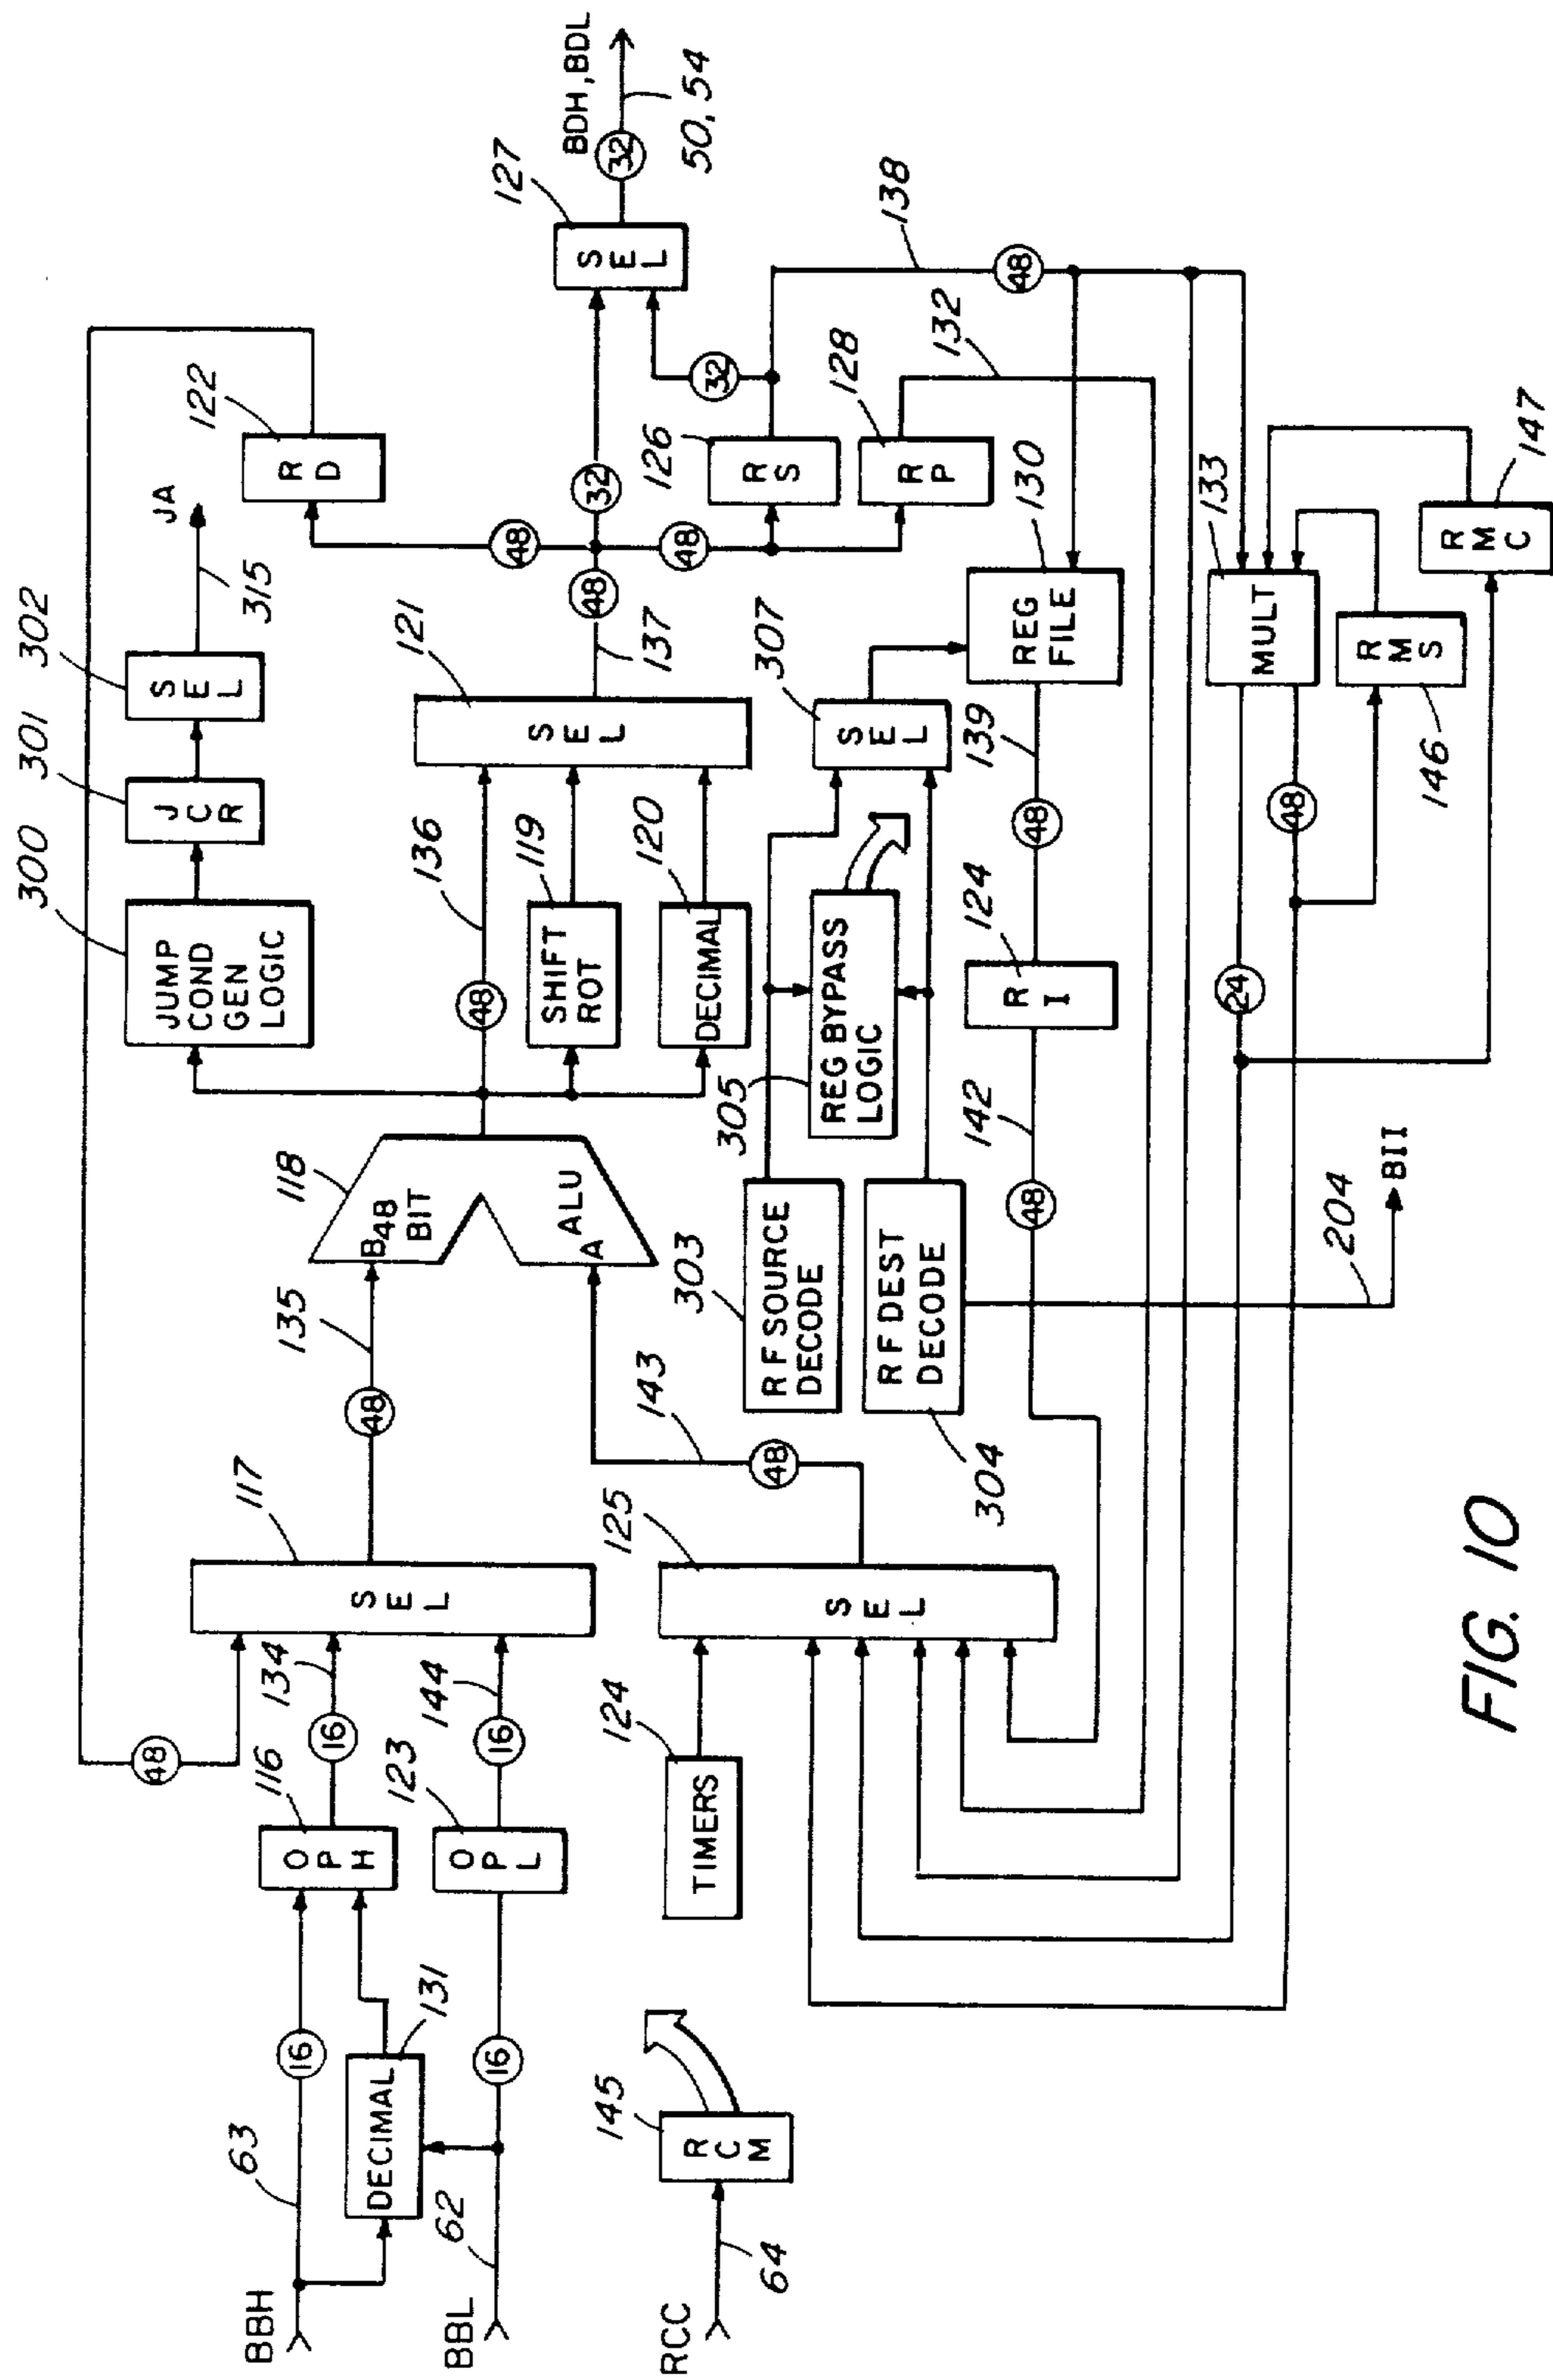 300
301
302
JUMP
COND
GEN
LOGIC
JCR
SEL
JA
315
122
RD
48
BBH
63
16
116
OPH
134
16
117
SEL
135
48
118
B 48
BIT
A ALU
136
48
121
SEL
137
48
48
32
48
127
SEL
32
BDH, BDL
50, 54
DECIMAL
131
BBL
62
16
123
OPL
144
16
143
48
SHIFT
ROT
119
DECIMAL
120
126
RS
32
128
RP
132
138
48
RCC
64
145
RCM
124
TIMERS
125
SEL
303
RF SOURCE
DECODE
304
RF DEST
DECODE
305
REG BYPASS
LOGIC
307
SEL
130
REG
FILE
139
48
124
RI
142
48
204
BII
133
MULT
24
48
RMS
146
RMC
147
FIG. 10